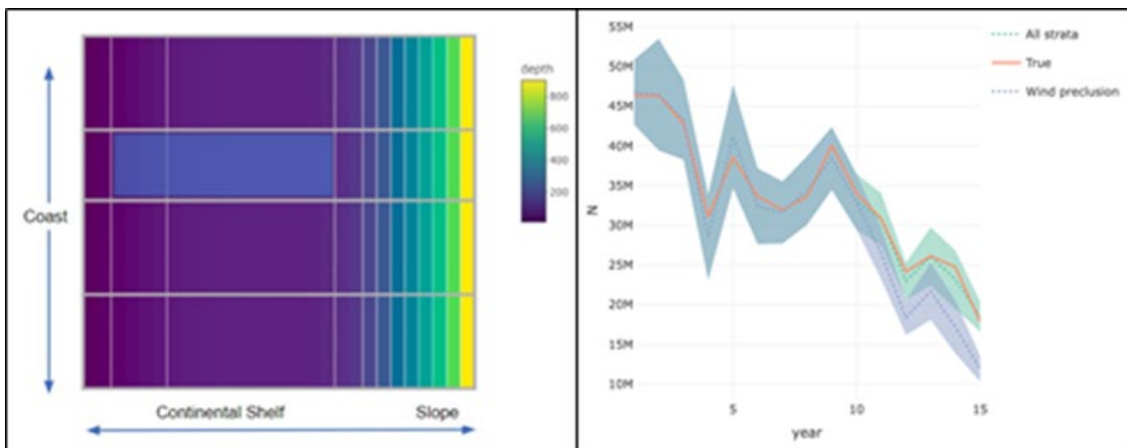 depth
800
600
400
200
Coast
Continental Shelf
Slope
55M
50M
45M
40M
35M
30M
25M
20M
15M
10M
N
5
10
15
year
All strata
True
Wind preclusion